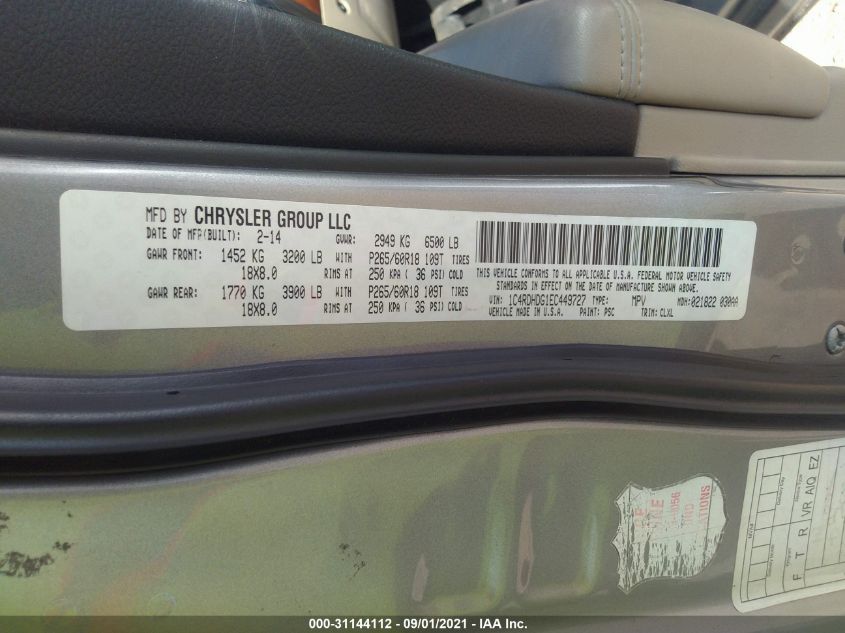 MFD BY CHRYSLER GROUP LLC
DATE OF MFR(BUILT): 2-14 GVWR: 2949 KG 6500 LB
GAWR FRONT: 1452 KG 3200 LB WITH P265/60R18 109T TIRES
18X8.0 RIMS AT 250 KPA ( 36 PSI) COLD
GAWR REAR: 1770 KG 3900 LB WITH P265/60R18 109T TIRES
18X8.0 RIMS AT 250 KPA ( 36 PSI) COLD
THIS VEHICLE CONFORMS TO ALL APPLICABLE U.S.A. FEDERAL MOTOR VEHICLE SAFETY
STANDARDS IN EFFECT ON THE DATE OF MANUFACTURE SHOWN ABOVE.
VIN: 1C4RDHDG1EC449727 TYPE: MPV MDH: 021822 030AA
VEHICLE MADE IN U.S.A. PAINT: PSC TRIM: CLXL
F T R VR AIQ EZ
000-31144112 - 09/01/2021 - IAA Inc.